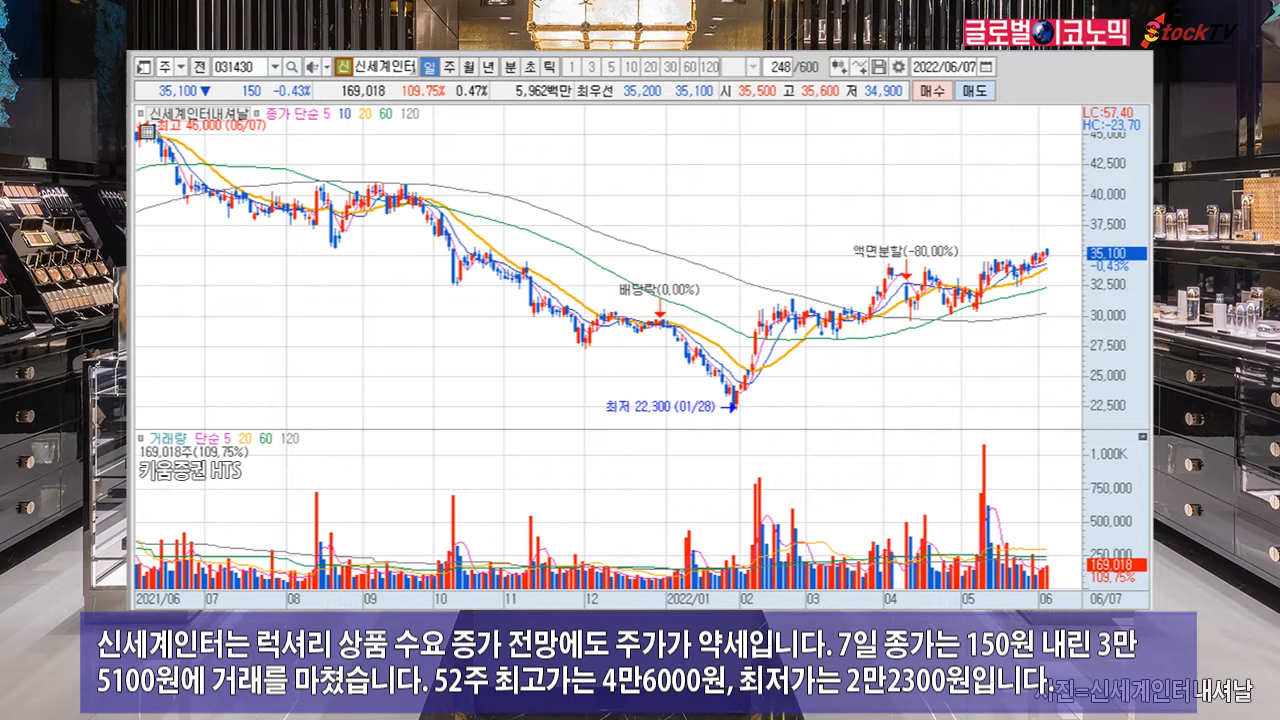 글로벌이코노믹 StockTV
주 전 031430 신 신세계인터 일 주 월 년 분 초 틱 1 3 5 10 20 30 60 120 248 /600 2022/06/07
35,100 ▼ 150 -0.43% 169,018 109.75% 0.47% 5,962백만 최우선 35,200 35,100 시 35,500 고 35,600 저 34,900 매수 매도
신세계인터내셔날 종가 단순 5 10 20 60 120
LC:57.40
최고 46,000 (06/07)
HC:-23.70
45,000
42,500
40,000
37,500
액면분할(-80.00%)
35,100
-0.43%
32,500
배당락(0.00%)
30,000
27,500
25,000
최저 22,300 (01/28)
22,500
거래량 단순 5 20 60 120
169,018주(109.75%)
키움증권 HTS
1,000K
750,000
500,000
250,000
169,018
109.75%
2021/06 07 08 09 10 11 12 2022/01 02 03 04 05 06 06/07
신세계인터는 럭셔리 상품 수요 증가 전망에도 주가가 약세입니다. 7일 종가는 150원 내린 3만
5100원에 거래를 마쳤습니다. 52주 최고가는 4만6000원, 최저가는 2만2300원입니다.
사진=신세계인터내셔날